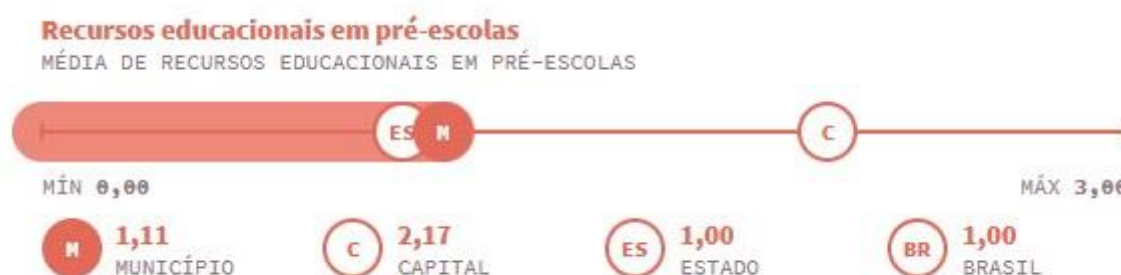 Recursos educacionais em pré-escolas
MÉDIA DE RECURSOS EDUCACIONAIS EM PRÉ-ESCOLAS
ES M C
MÍN 0,00 MÁX 3,00
M 1,11 C 2,17 ES 1,00 BR 1,00
MUNICÍPIO CAPITAL ESTADO BRASIL